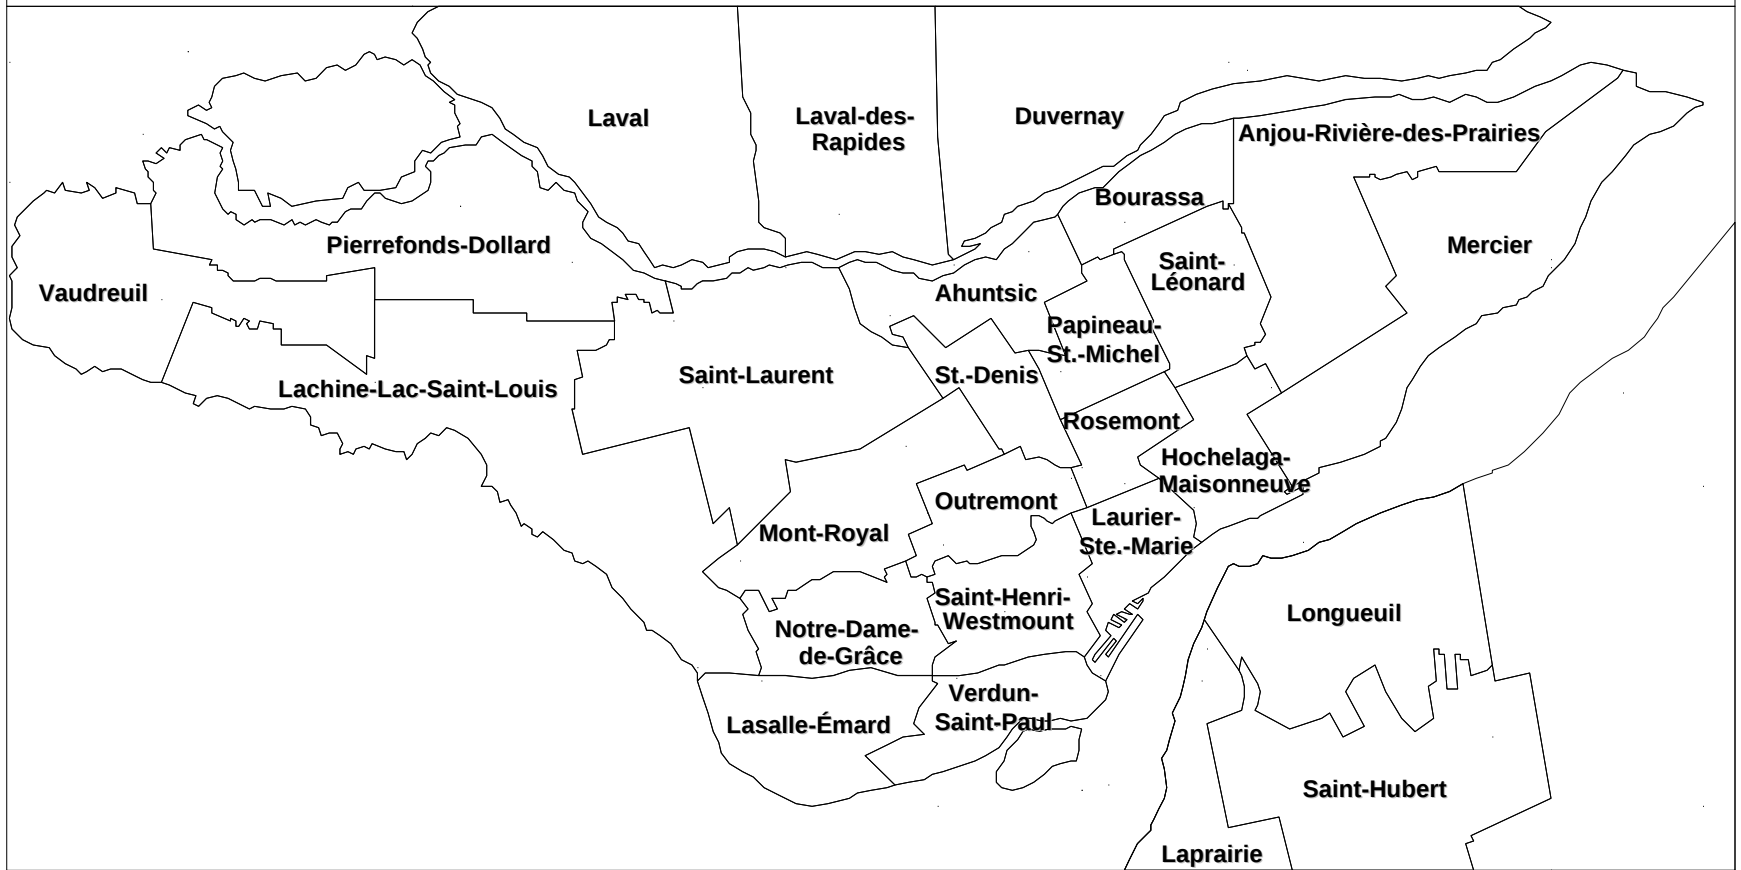 Laval
Laval-des-
Rapides
Duvernay
Anjou-Rivière-des-Prairies
Bourassa
Pierrefonds-Dollard
Mercier
Saint-
Léonard
Vaudreuil
Ahuntsic
Papineau-
St.-Michel
Saint-Laurent
St.-Denis
Lachine-Lac-Saint-Louis
Rosemont
Hochelaga-
Maisonneuve
Outremont
Laurier-
Ste.-Marie
Mont-Royal
Saint-Henri-
Westmount
Longueuil
Notre-Dame-
de-Grâce
Verdun-
Saint-Paul
Lasalle-Émard
Saint-Hubert
Laprairie